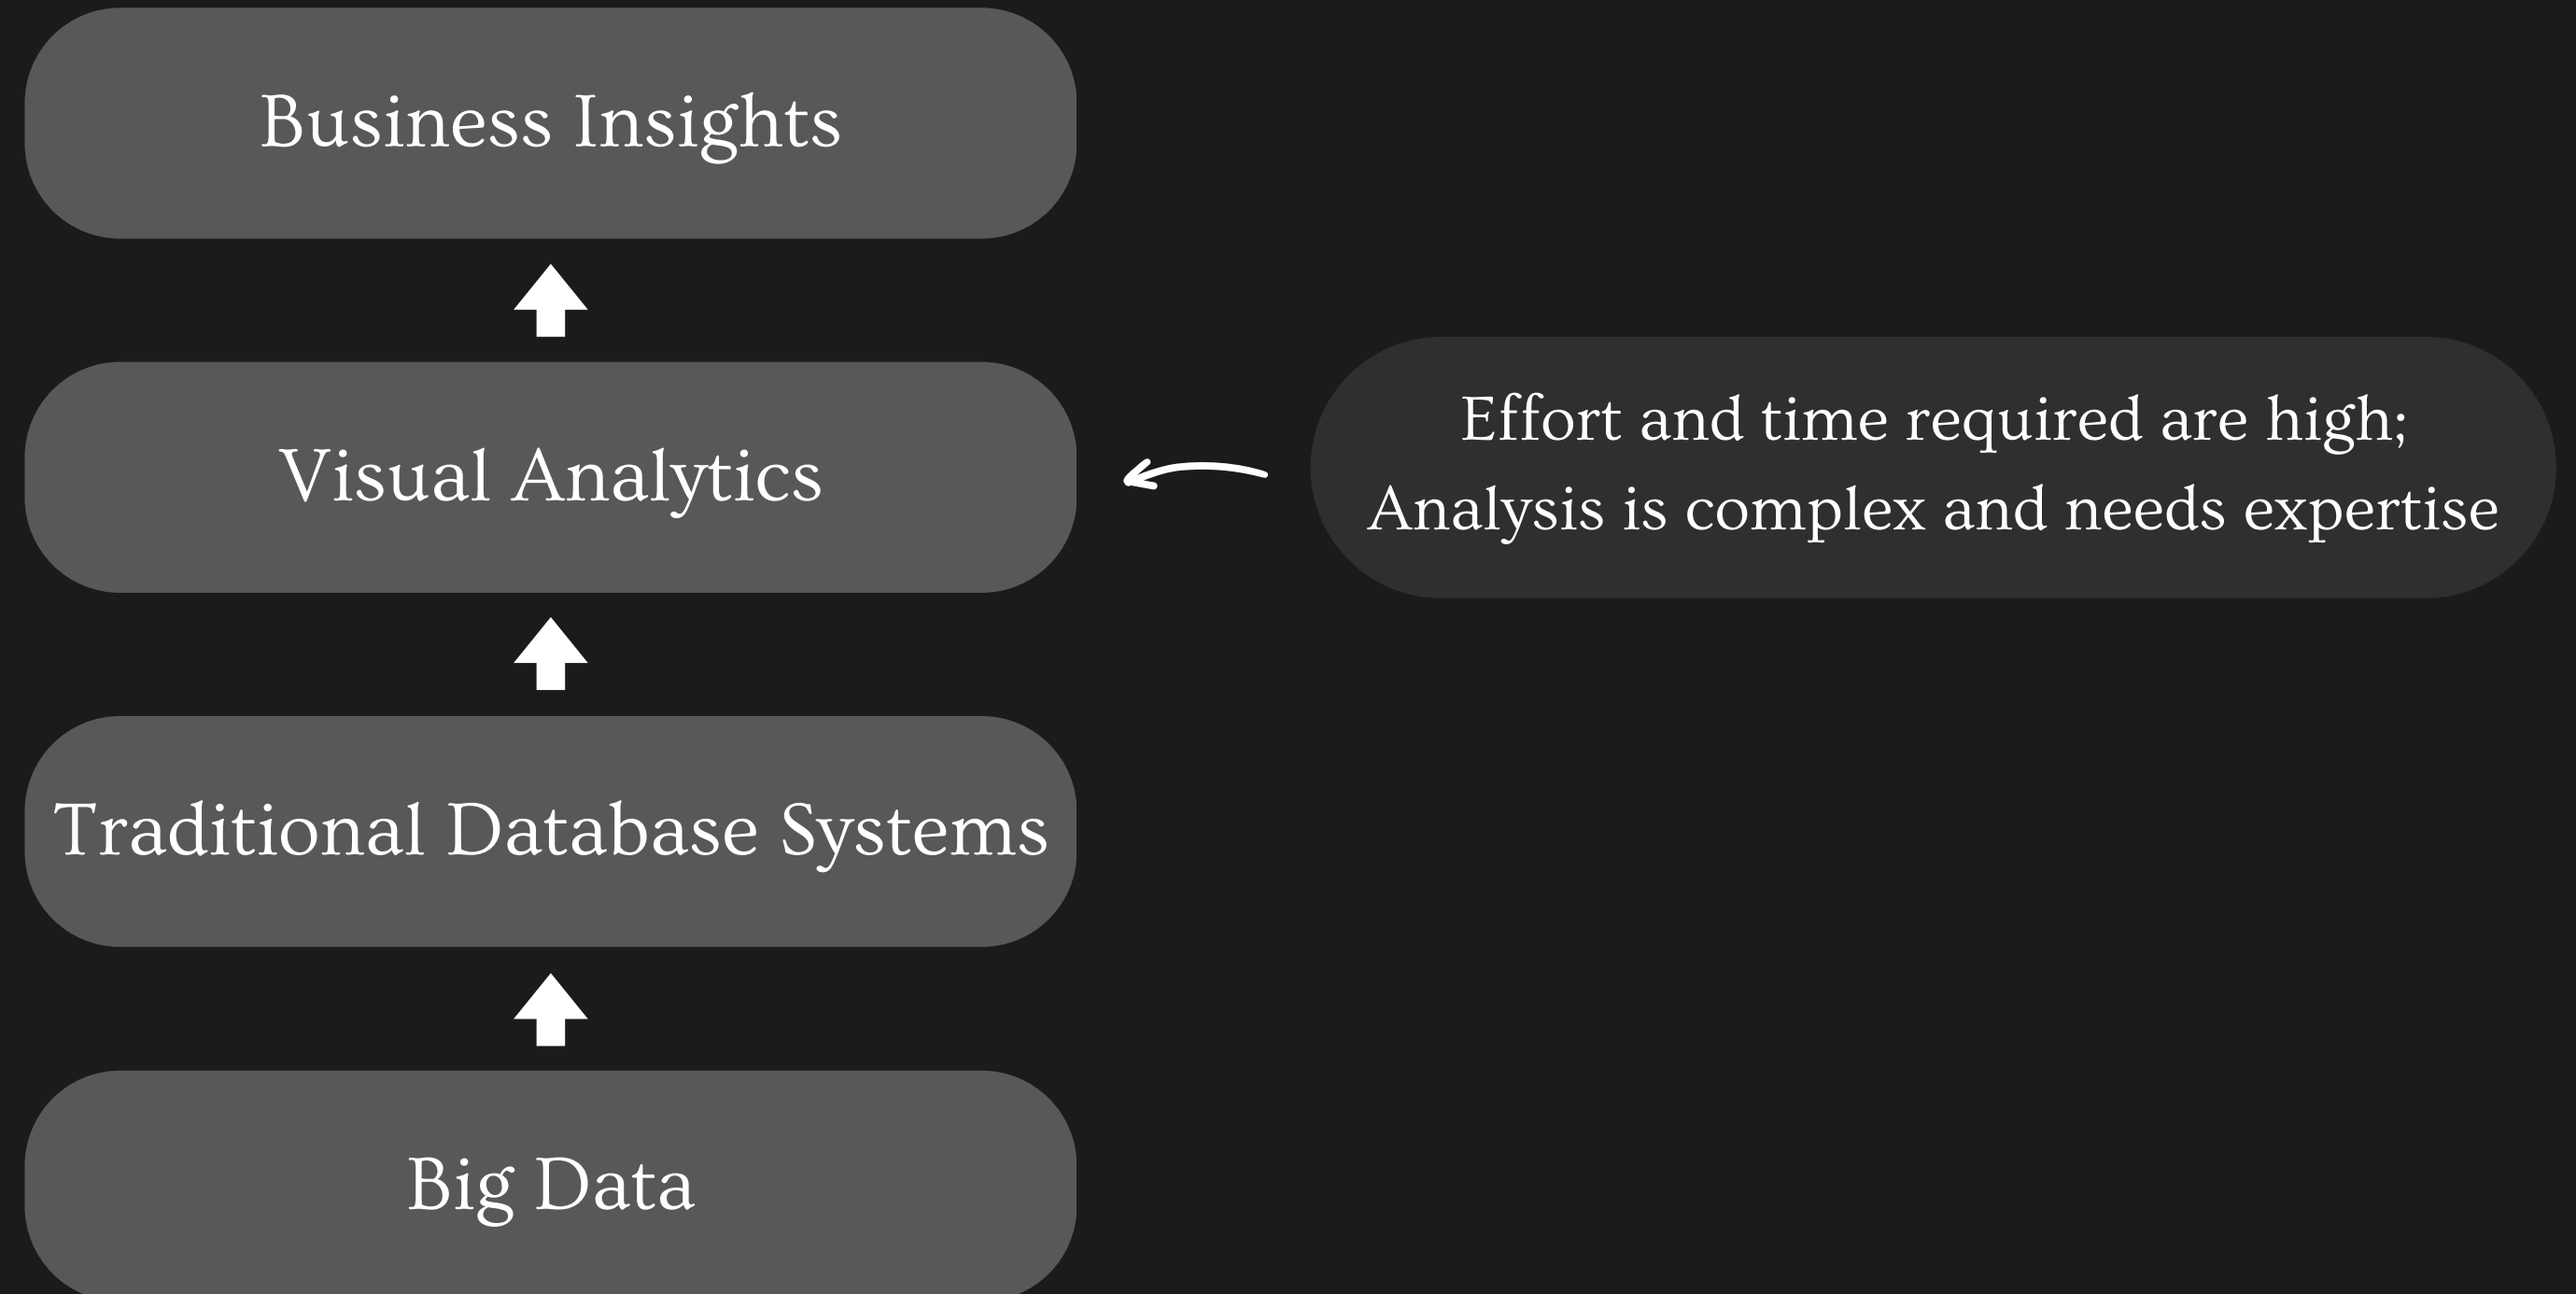 Business Insights
Visual Analytics
Effort and time required are high;
Analysis is complex and needs expertise
Traditional Database Systems
Big Data